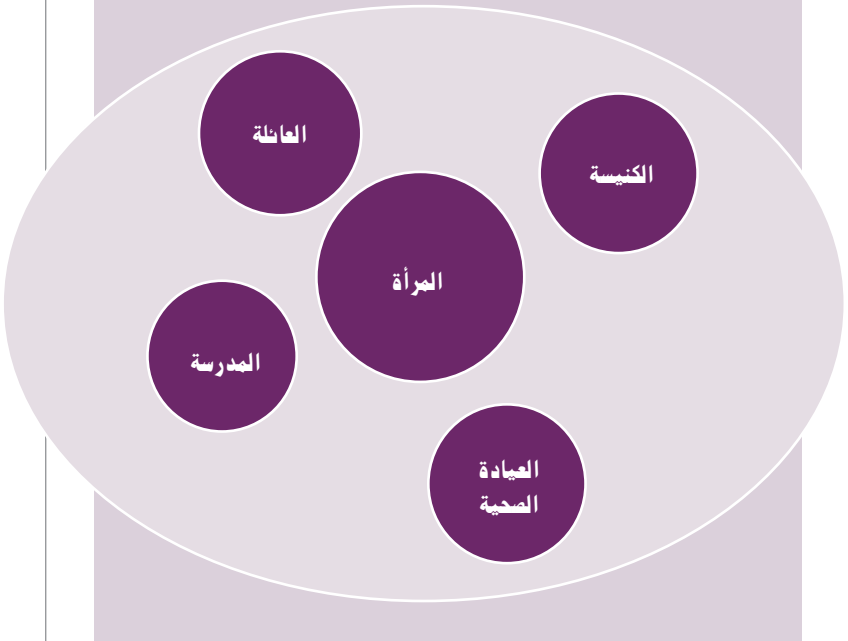 العائلة
الكنيسة
المرأة
المدرسة
العيادة
الصحية